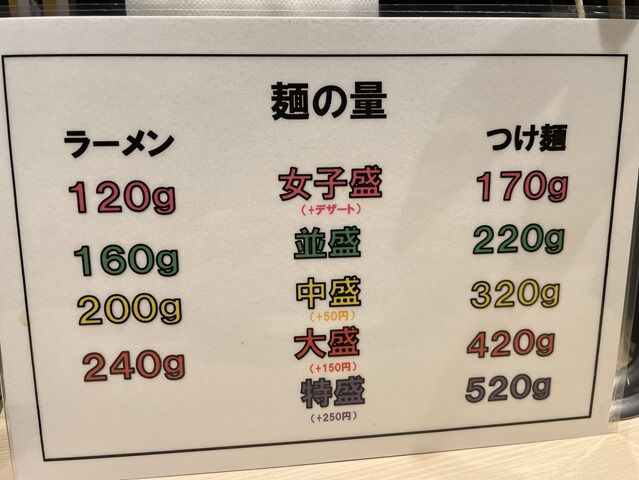 麺の量
ラーメン つけ麺
120g 女子盛 170g
(+デザート)
160g 並盛 220g
200g 中盛 320g
(+50円)
240g 大盛 420g
(+150円)
特盛 520g
(+250円)